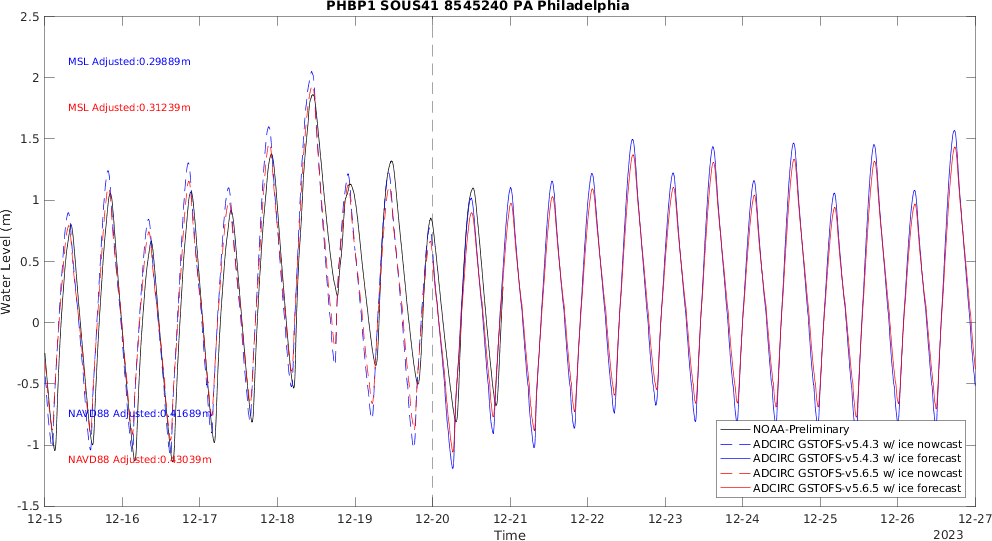 PHBP1 SOUS41 8545240 PA Philadelphia
2.5
2
1.5
1
0.5
0
-0.5
-1
-1.5
Water Level (m)
MSL Adjusted:0.29889m
MSL Adjusted:0.31239m
NAVD88 Adjusted:0.41689m
NAVD88 Adjusted:0.43039m
NOAA-Preliminary
ADCIRC GSTOFS-v5.4.3 w/ ice nowcast
ADCIRC GSTOFS-v5.4.3 w/ ice forecast
ADCIRC GSTOFS-v5.6.5 w/ ice nowcast
ADCIRC GSTOFS-v5.6.5 w/ ice forecast
12-15 12-16 12-17 12-18 12-19 12-20 12-21 12-22 12-23 12-24 12-25 12-26 12-27
Time
2023